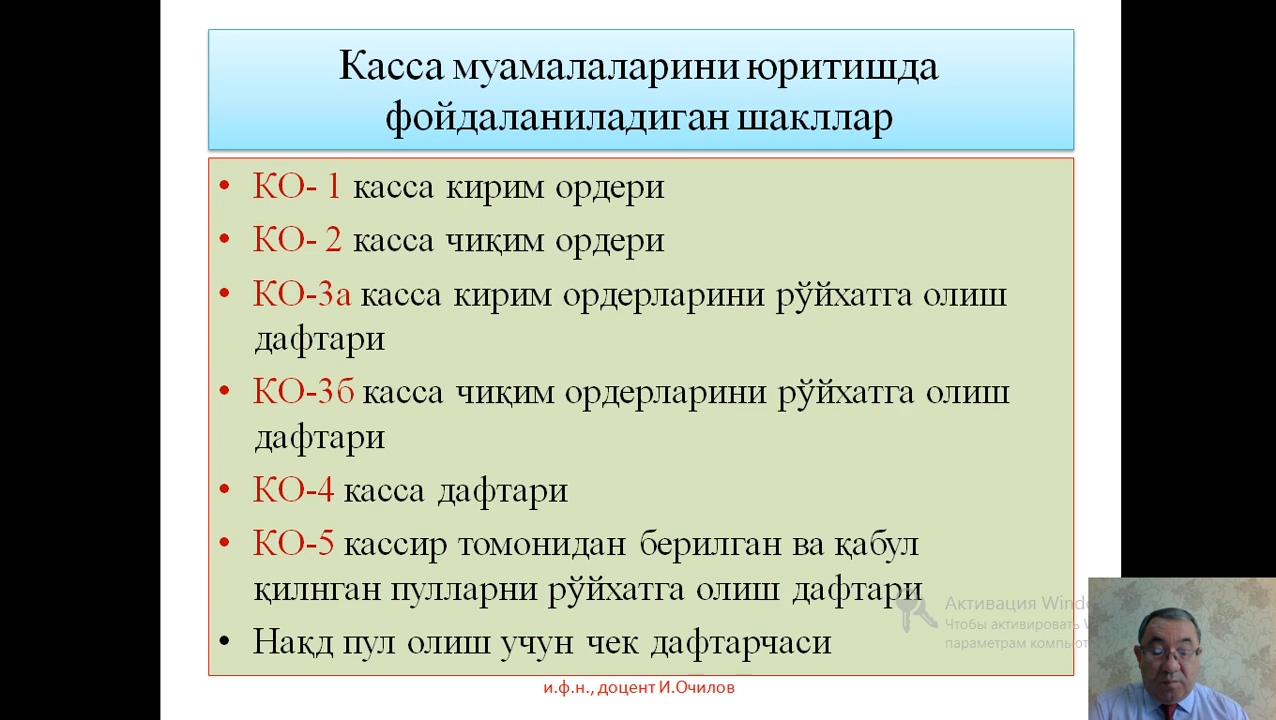 Касса муамалаларини юритишда
фойдаланиладиган шакллар
• КО- 1 касса кирим ордери
• КО- 2 касса чиқим ордери
• КО-3а касса кирим ордерларини рўйхатга олиш
дафтари
• КО-3б касса чиқим ордерларини рўйхатга олиш
дафтари
• КО-4 касса дафтари
• КО-5 кассир томонидан берилган ва қабул
қилнган пулларни рўйхатга олиш дафтари
• Нақд пул олиш учун чек дафтарчаси
Активация Windo
Чтобы активировать W
параметрам компьют
и.ф.н., доцент И.Очилов